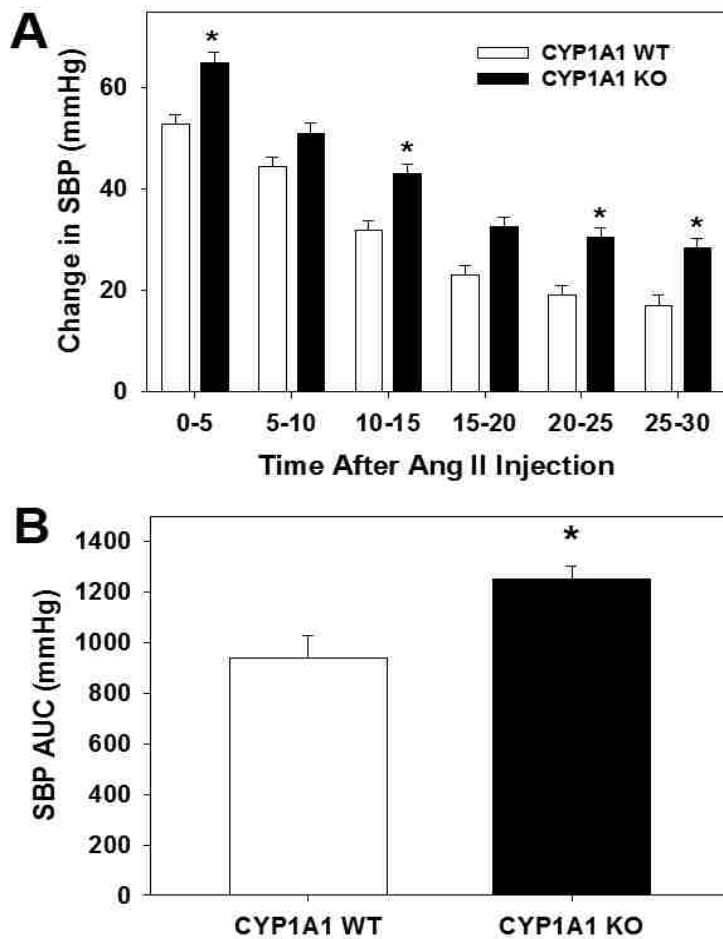 A
Change in SBP (mmHg)
60
40
20
0
CYP1A1 WT
CYP1A1 KO
*
*
*
*
0-5 5-10 10-15 15-20 20-25 25-30
Time After Ang II Injection
B
SBP AUC (mmHg)
1400
1200
1000
800
600
400
200
0
*
CYP1A1 WT CYP1A1 KO